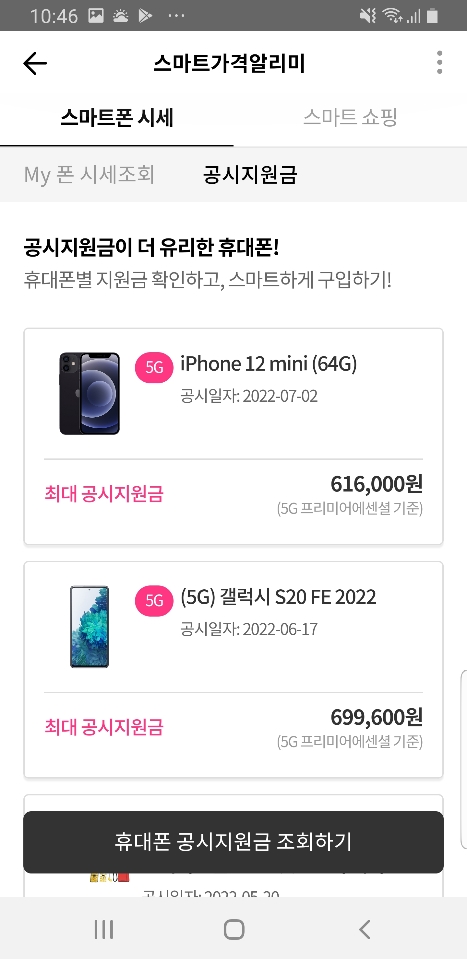 10:46
스마트가격알리미
스마트폰 시세
스마트 쇼핑
My 폰 시세조회
공시지원금
공시지원금이 더 유리한 휴대폰!
휴대폰별 지원금 확인하고, 스마트하게 구입하기!
5G
iPhone 12 mini (64G)
공시일자: 2022-07-02
최대 공시지원금
616,000원
(5G 프리미어에센셜 기준)
5G
(5G) 갤럭시 S20 FE 2022
공시일자: 2022-06-17
최대 공시지원금
699,600원
(5G 프리미어에센셜 기준)
휴대폰 공시지원금 조회하기
공시일자: 2022-05-20